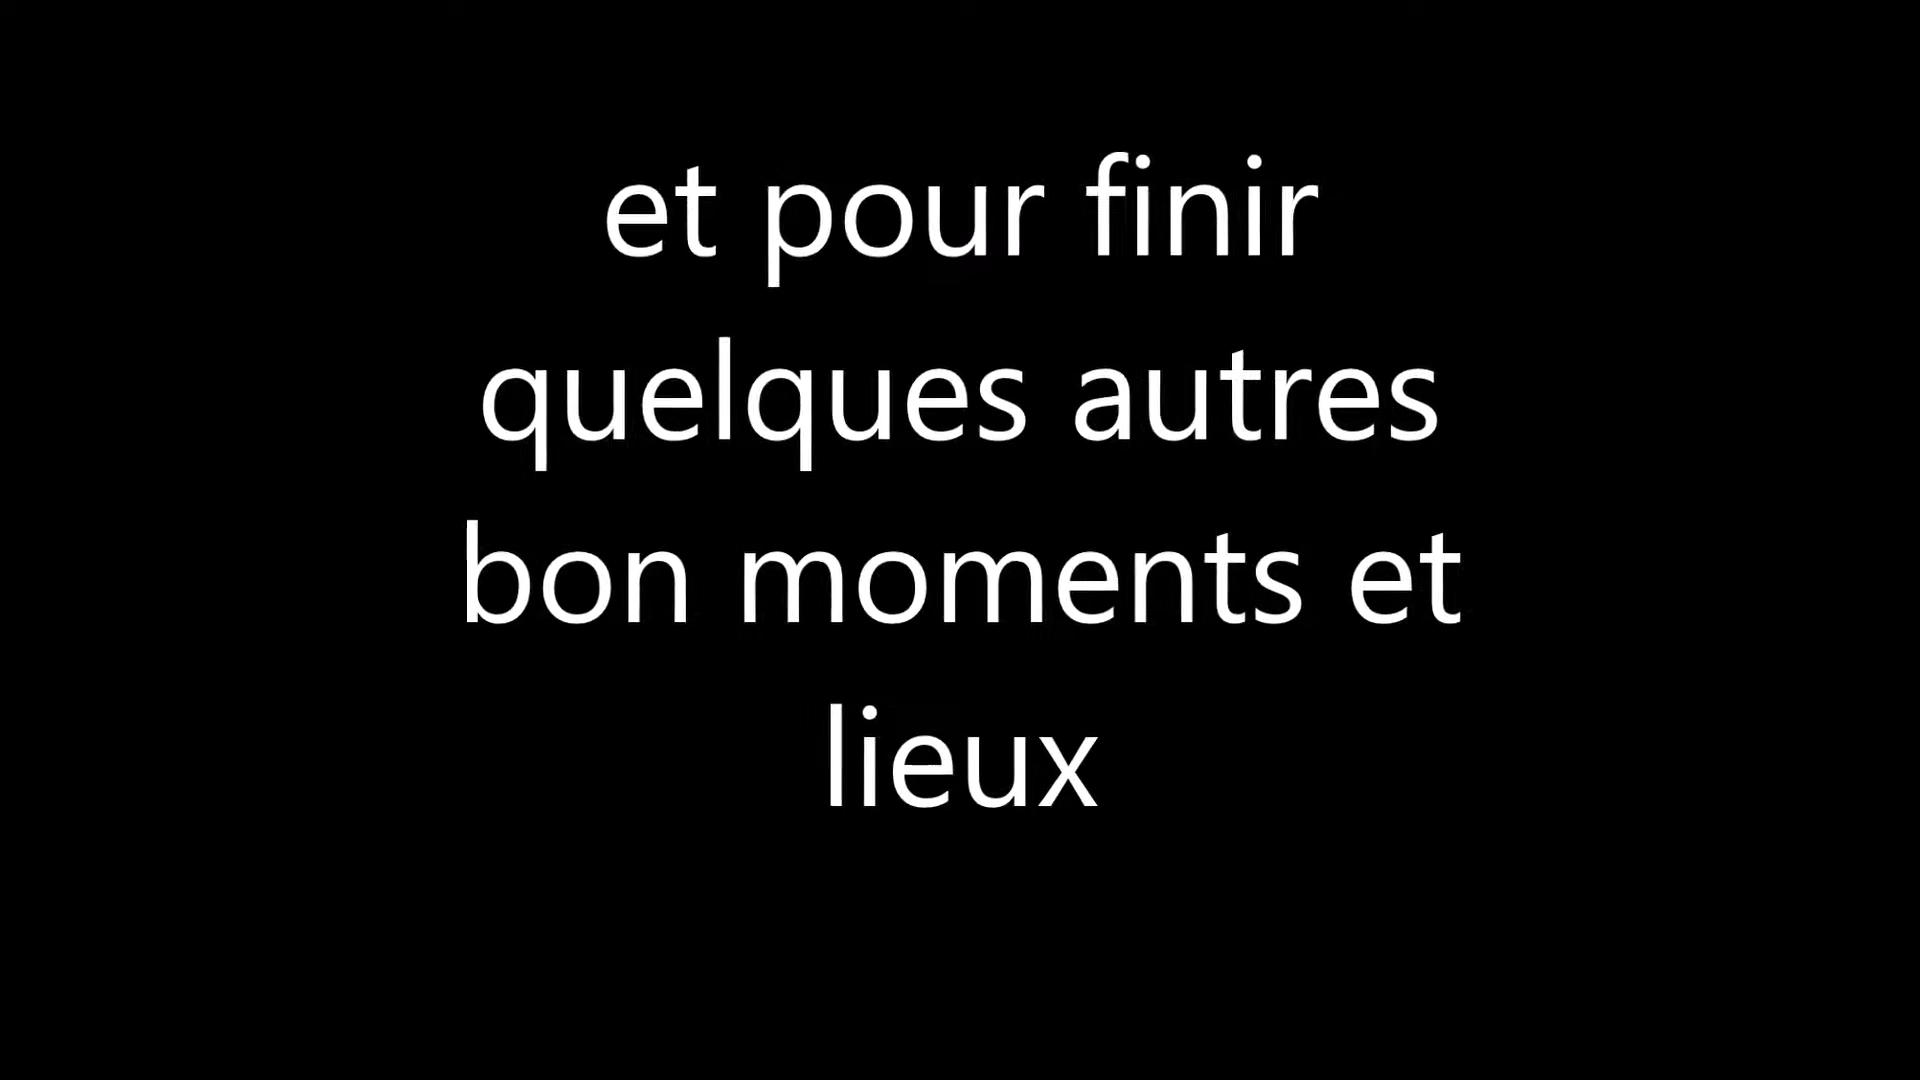 et pour finir
quelques autres
bon moments et
lieux